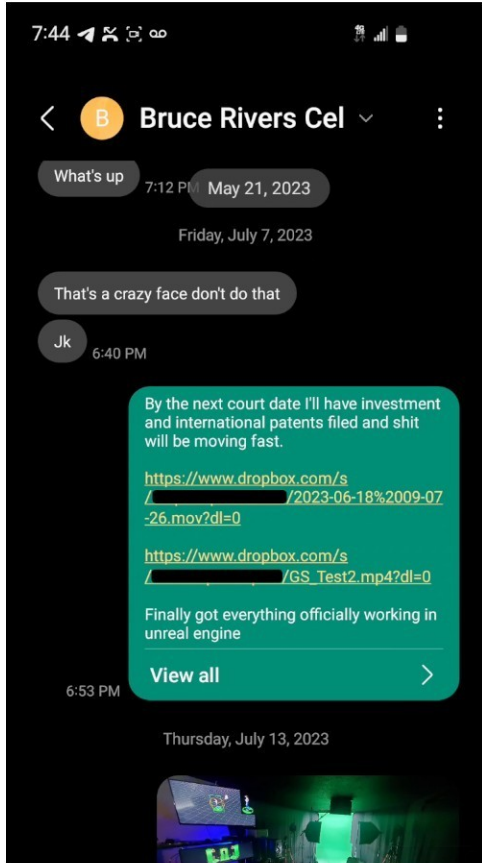 7:44
B
Bruce Rivers Cel
What's up
7:12 PM
May 21, 2023
Friday, July 7, 2023
That's a crazy face don't do that
Jk
6:40 PM
By the next court date I'll have investment
and international patents filed and shit
will be moving fast.
https://www.dropbox.com/s
/ /2023-06-18%2009-07
-26.mov?dl=0
https://www.dropbox.com/s
/ /GS_Test2.mp4?dl=0
Finally got everything officially working in
unreal engine
View all
6:53 PM
Thursday, July 13, 2023